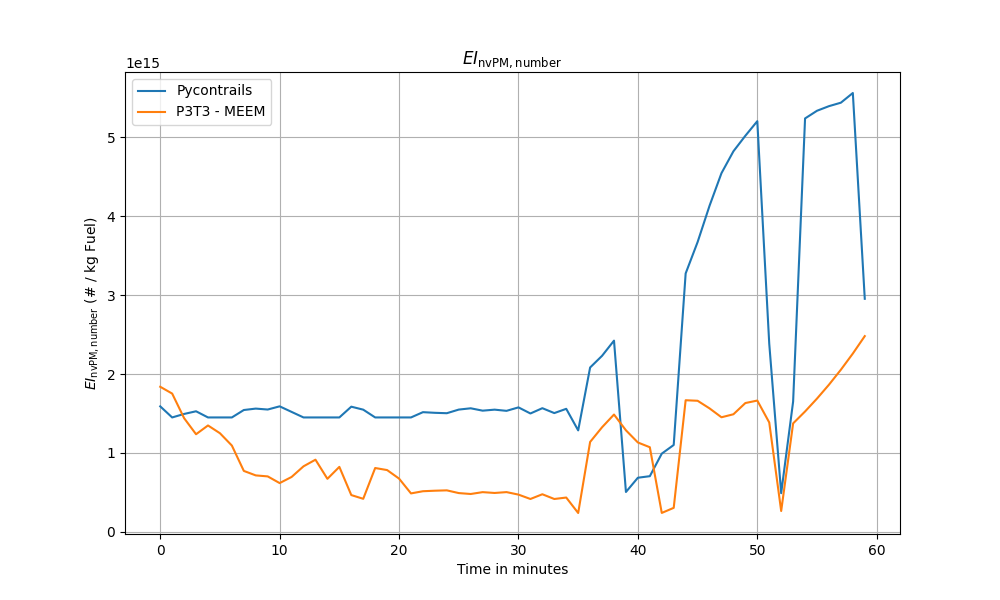 EI_nvPM, number
1e15
Pycontrails
P3T3 - MEEM
EI_nvPM, number (# / kg Fuel)
5
4
3
2
1
0
0 10 20 30 40 50 60
Time in minutes